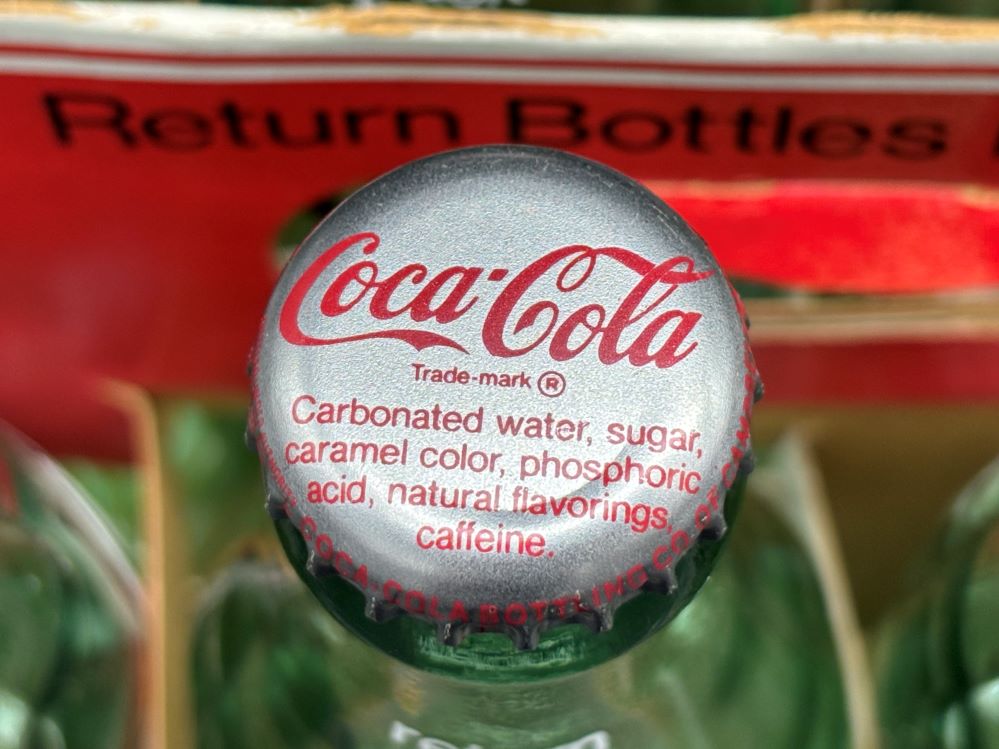 Return Bottles
Coca-Cola
Trade-mark ®
Carbonated water, sugar,
caramel color, phosphoric
acid, natural flavorings,
caffeine.
COCA-COLA BOTTLING CO. OF